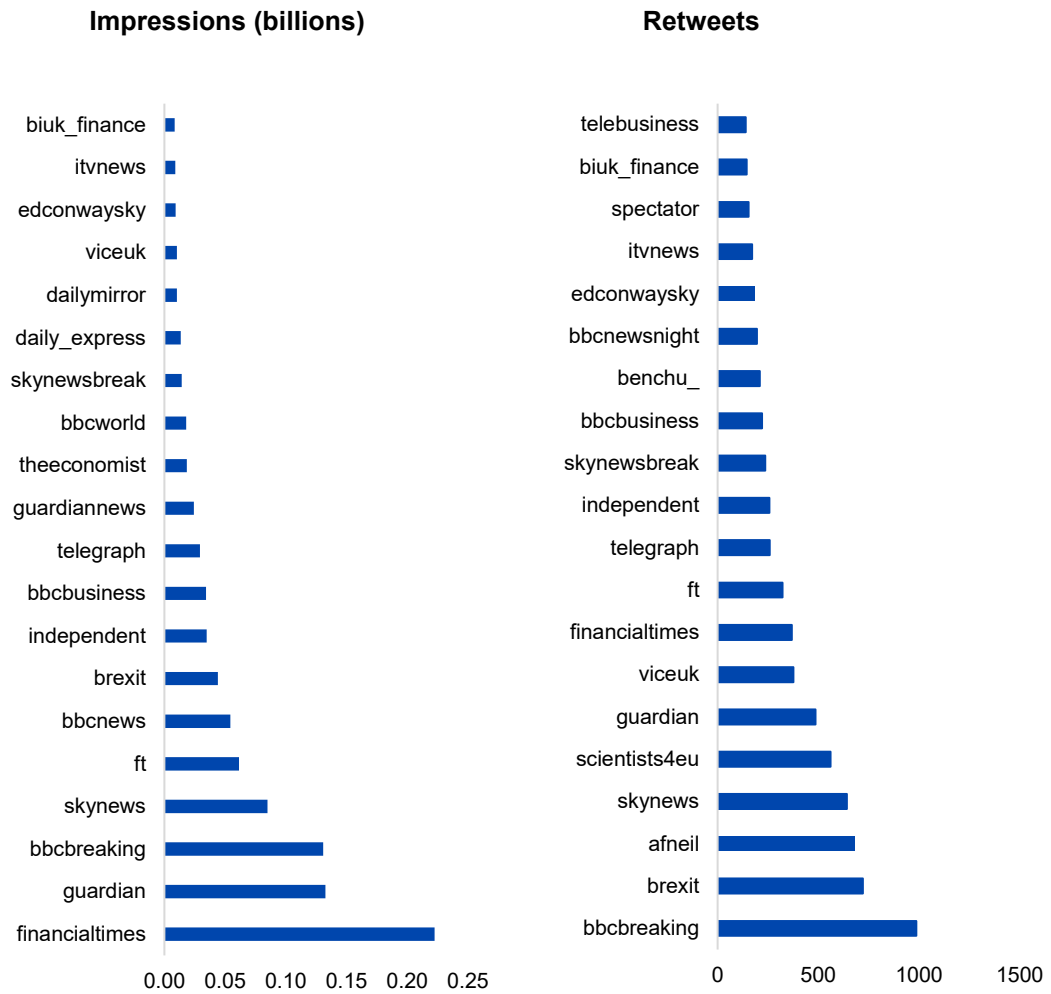 Impressions (billions)
biuk_finance
itvnews
edconwaysky
viceuk
dailymirror
daily_express
skynewsbreak
bbcworld
theeconomist
guardiannews
telegraph
bbcbusiness
independent
brexit
bbcnews
ft
skynews
bbcbreaking
guardian
financialtimes
0.00 0.05 0.10 0.15 0.20 0.25
Retweets
telebusiness
biuk_finance
spectator
itvnews
edconwaysky
bbcnewsnight
benchu_
bbcbusiness
skynewsbreak
independent
telegraph
ft
financialtimes
viceuk
guardian
scientists4eu
skynews
afneil
brexit
bbcbreaking
0 500 1000 1500